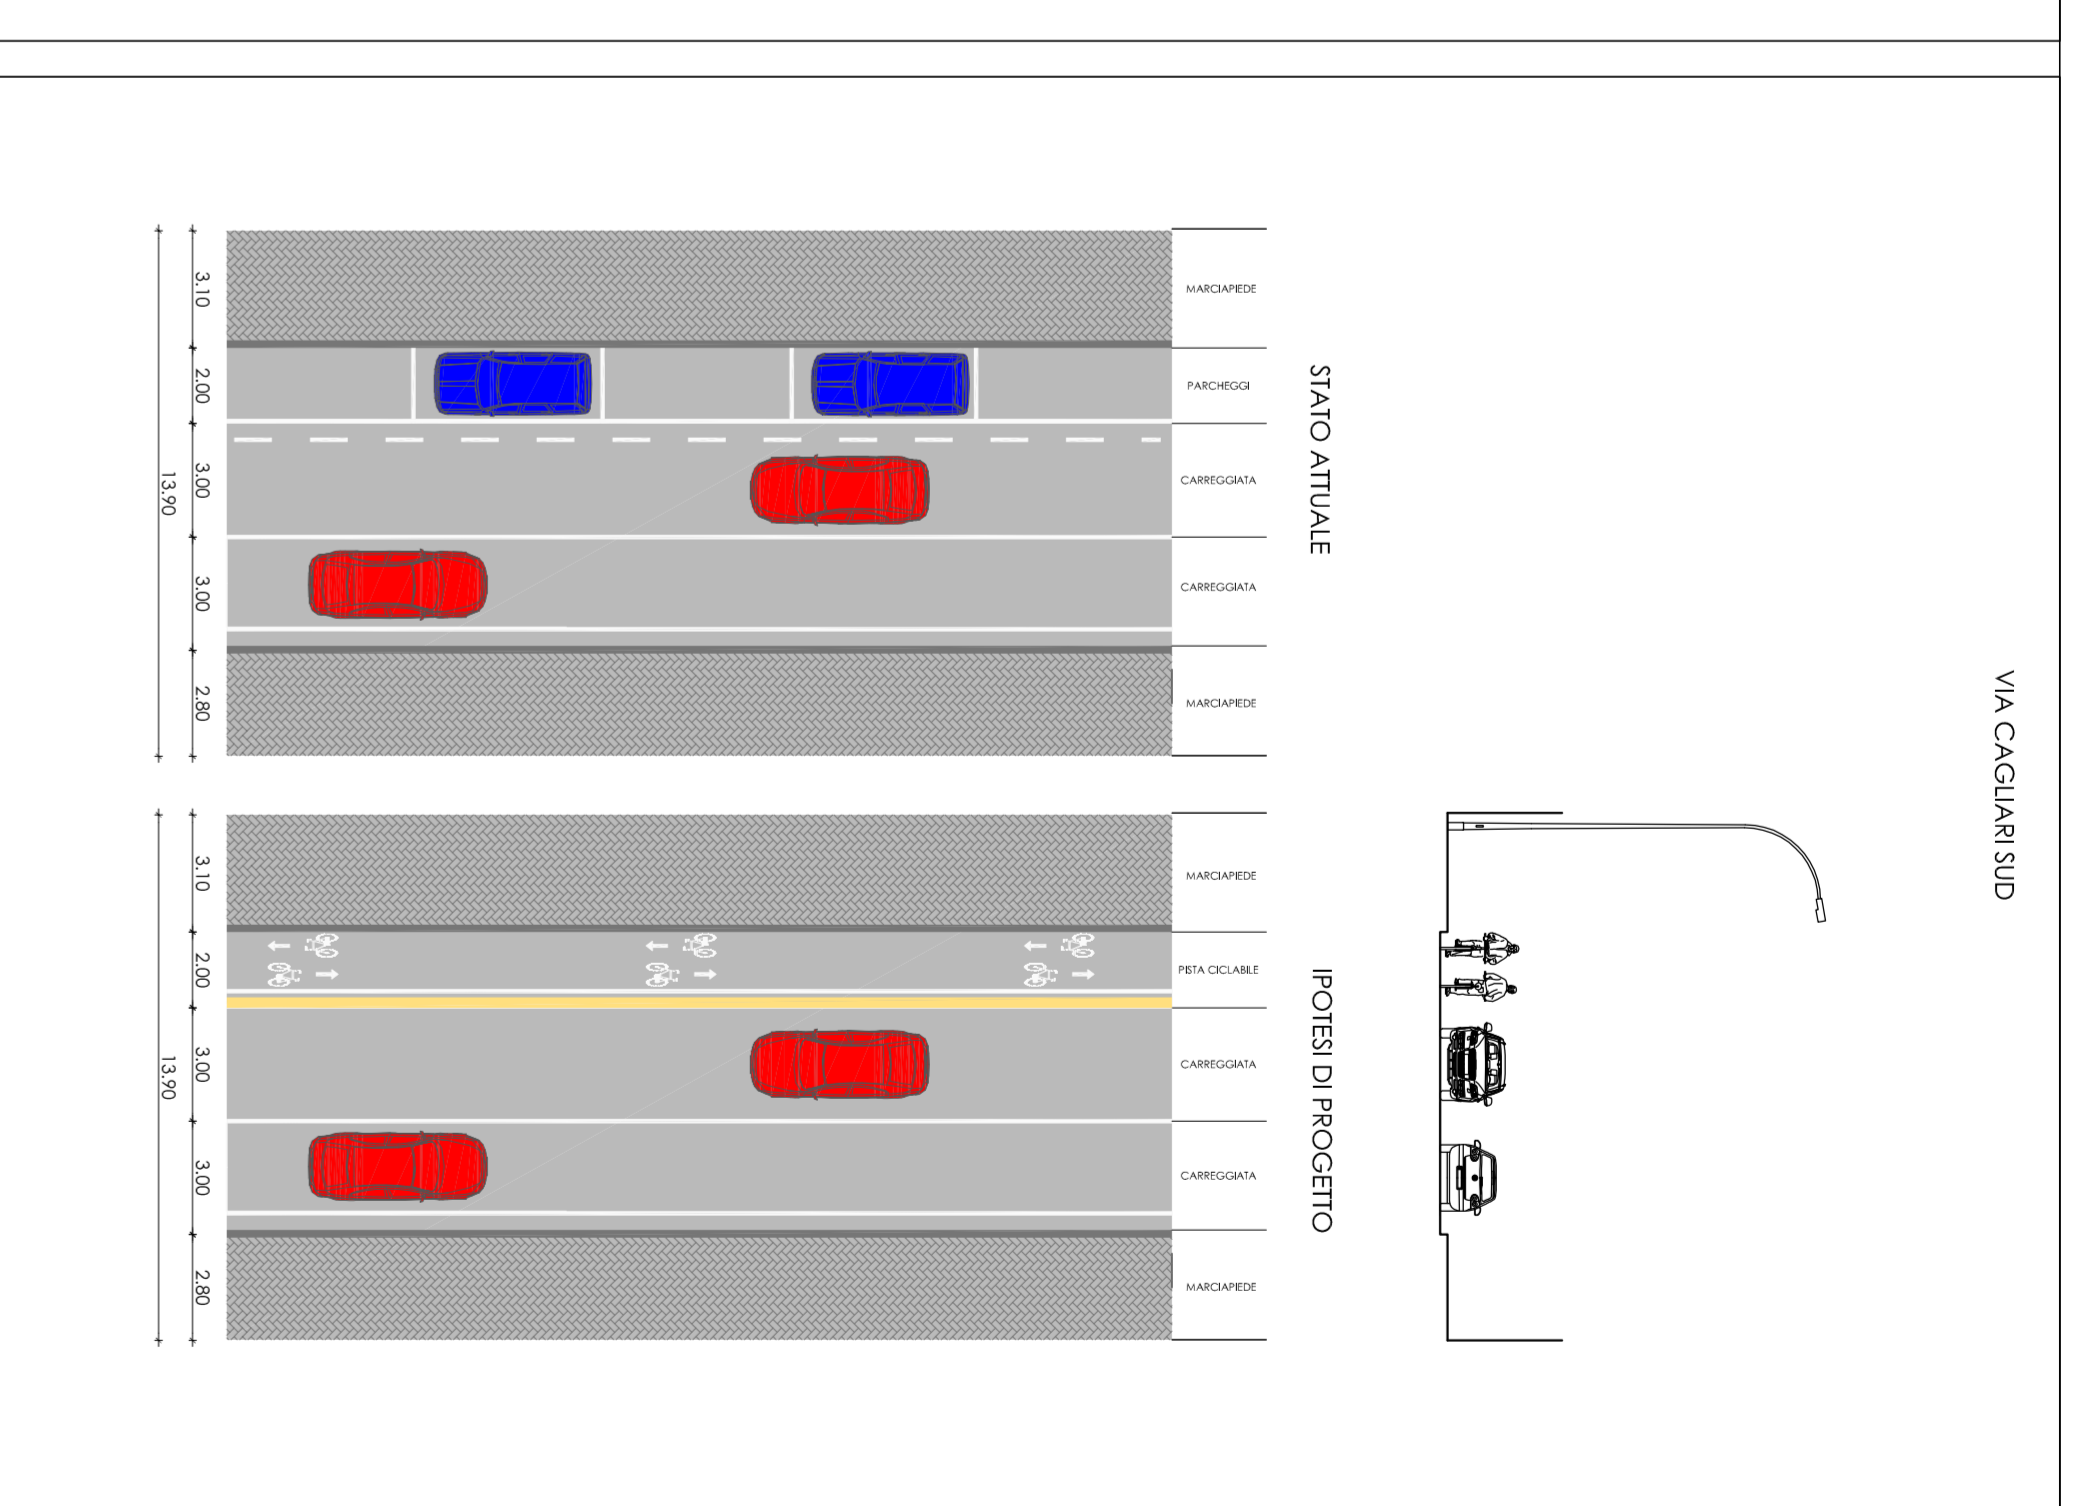 VIA CAGLIARI SUD
STATO ATTUALE
MARCIAPIEDE
PARCHEGGI
CARREGGIATA
CARREGGIATA
MARCIAPIEDE
3.10
2.00
3.00
3.00
2.80
13.90
IPOTESI DI PROGETTO
MARCIAPIEDE
PISTA CICLABILE
CARREGGIATA
CARREGGIATA
MARCIAPIEDE
3.10
2.00
3.00
3.00
2.80
13.90